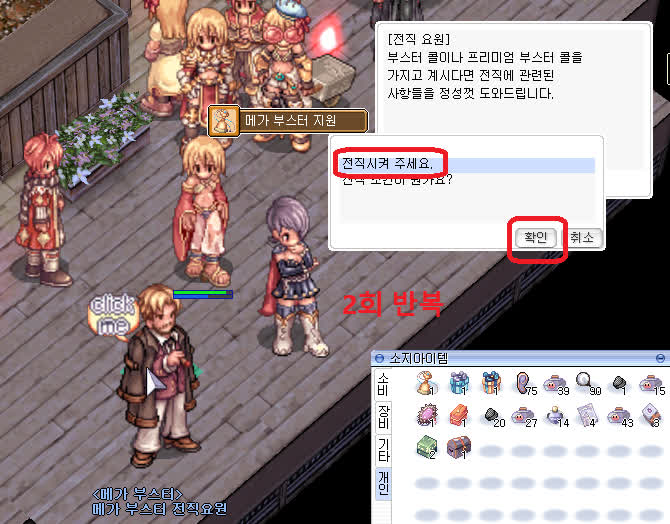 [전직 요원]
부스터 콜이나 프리미엄 부스터 콜을
가지고 계시다면 전직에 관련된
사항들을 정성껏 도와드립니다.
메가 부스터 지원
전직시켜 주세요.
전직 조건이 뭔가요?
확인 취소
2회 반복
click
me
소지아이템
소비
장비
기타
개인
1 1 1 75 39 90 1 15
1 1 20 27 14 4 43 3
2 1
<메가 부스터>
메가 부스터 전직요원